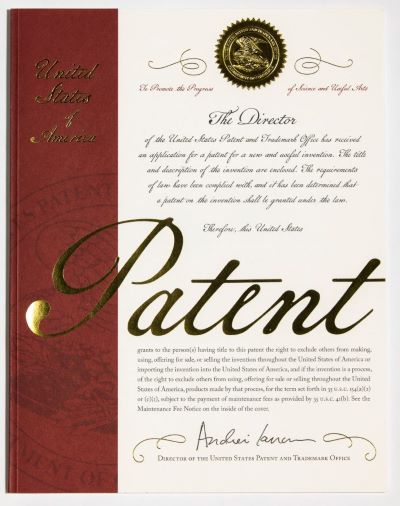 United
States
of
America
To Promote the Progress
of Science and Useful Arts
The Director
of the United States Patent and Trademark Office has received
an application for a patent for a new and useful invention. The title
and description of the invention are enclosed. The requirements
of law have been complied with, and it has been determined that
a patent on the invention shall be granted under the law.
Therefore, this United States
Patent
grants to the person(s) having title to this patent the right to exclude others from making,
using, offering for sale, or selling the invention throughout the United States of America or
importing the invention into the United States of America, and if the invention is a process,
of the right to exclude others from using, offering for sale or selling throughout the United
States of America, products made by that process, for the term set forth in 35 U.S.C. 154(a)(2)
or (c)(1), subject to the payment of maintenance fees as provided by 35 U.S.C. 41(b). See the
Maintenance Fee Notice on the inside of the cover.
Andrei Iancu
Director of the United States Patent and Trademark Office